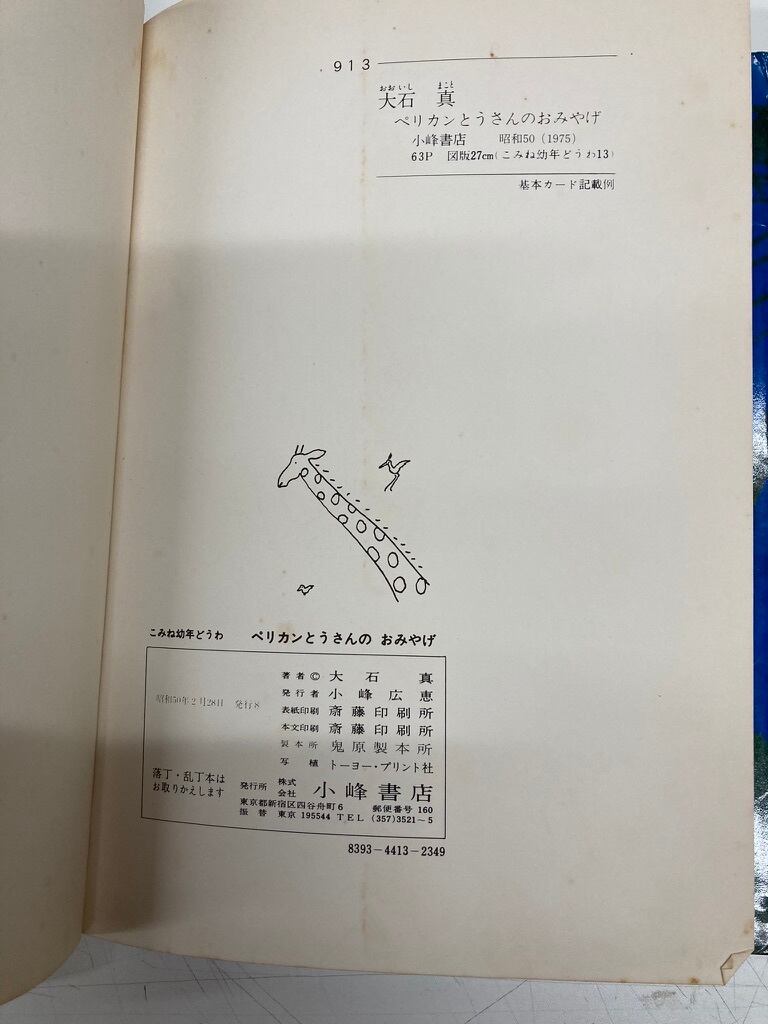 913
おおいし まこと
大石 真
ペリカンとうさんのおみやげ
小峰書店 昭和50（1975）
63P 図版27cm（こみね幼年どうわ13）
基本カード記載例
こみね幼年どうわ ペリカンとうさんの おみやげ
著者© 大石真
発行者 小峰広恵
昭和50年2月28日 発行8
表紙印刷 斎藤印刷所
本文印刷 斎藤印刷所
製本所 鬼原製本所
写植 トーヨー・プリント社
落丁・乱丁本は
お取りかえします
発行所 株式会社 小峰書店
東京都新宿区四谷舟町6 郵便番号 160
振替 東京 195544 TEL (357)3521～5
8393-4413-2349